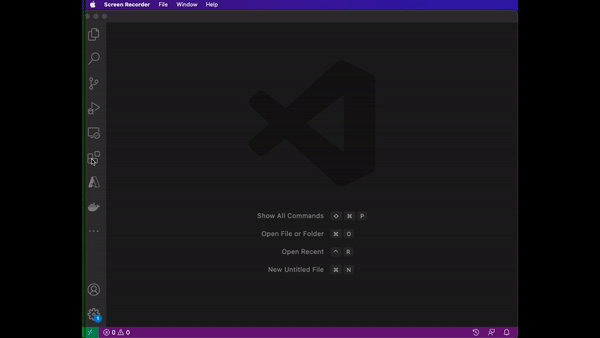 Screen Recorder File Window Help
Show All Commands ⇧ ⌘ P
Open File or Folder ⌘ O
Open Recent ^ R
New Untitled File ⌘ N
1
0 0